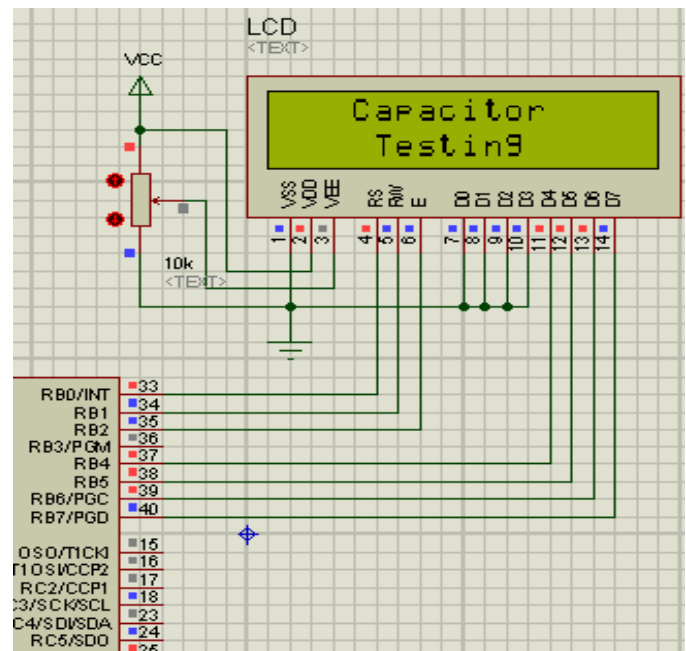 LCD
<TEXT>
VCC
Capacitor
Testing
VSS
VDD
VEE
RS
RW
E
D0
D1
D2
D3
D4
D5
D6
D7
1
2
3
4
5
6
7
8
9
10
11
12
13
14
10k
<TEXT>
RB0/INT 33
RB1 34
RB2 35
RB3/PGM 36
RB4 37
RB5 38
RB6/PGC 39
RB7/PGD 40
OSO/T1CKI 15
T1OSI/CCP2 16
RC2/CCP1 17
C3/SCK/SCL 18
C4/SDI/SDA 23
RC5/SDO 24
25